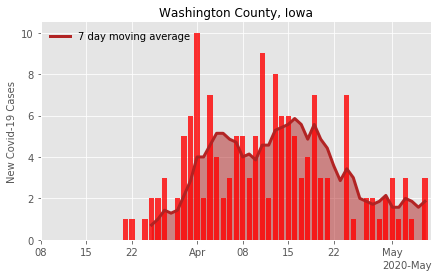 Washington County, Iowa
7 day moving average
New Covid-19 Cases
10
8
6
4
2
0
08 15 22 Apr 08 15 22 May
2020-May